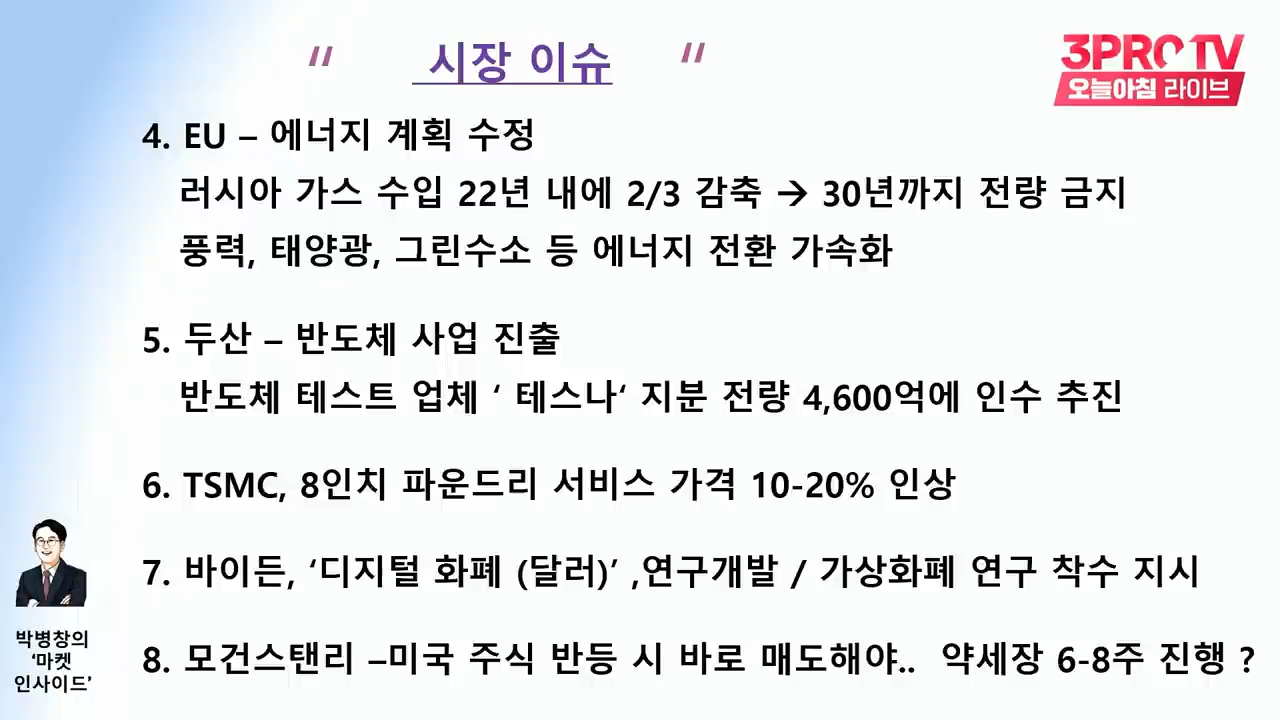 “ 시장 이슈 “
3PRO TV
오늘아침 라이브
4. EU – 에너지 계획 수정
러시아 가스 수입 22년 내에 2/3 감축 → 30년까지 전량 금지
풍력, 태양광, 그린수소 등 에너지 전환 가속화
5. 두산 – 반도체 사업 진출
반도체 테스트 업체 ‘ 테스나‘ 지분 전량 4,600억에 인수 추진
6. TSMC, 8인치 파운드리 서비스 가격 10-20% 인상
7. 바이든, ‘디지털 화폐 (달러)’ ,연구개발 / 가상화폐 연구 착수 지시
8. 모건스탠리 –미국 주식 반등 시 바로 매도해야.. 약세장 6-8주 진행 ?
박병창의
‘마켓
인사이드’